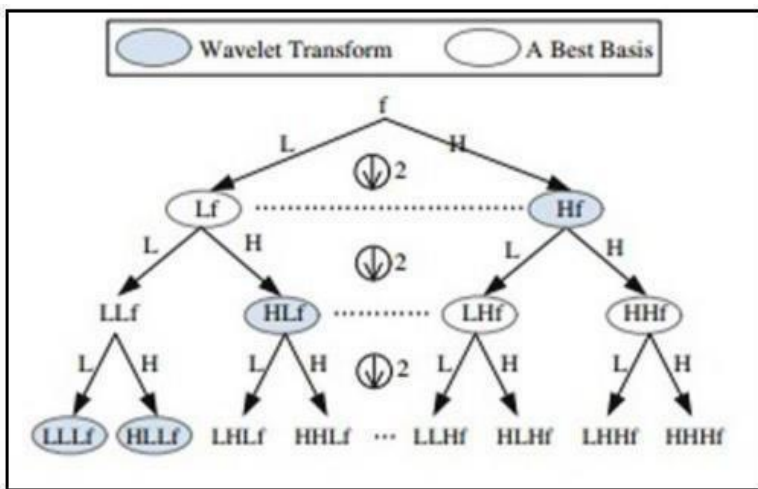 Wavelet Transform A Best Basis
f
L H
2
Lf ........................ Hf
L H 2 L H
LLf HLf ............ LHf HHf
L H L H 2 L H L H
LLLf HLLf LHLf HHLf ... LLHf HLHf LHHf HHHf